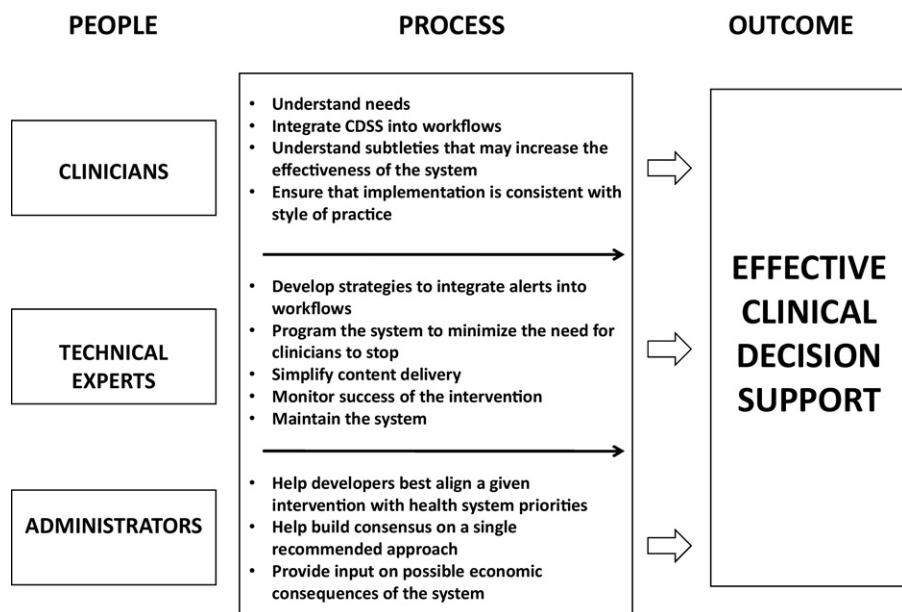 PEOPLE
PROCESS
OUTCOME
CLINICIANS
• Understand needs
• Integrate CDSS into workflows
• Understand subtleties that may increase the
effectiveness of the system
• Ensure that implementation is consistent with
style of practice
TECHNICAL
EXPERTS
• Develop strategies to integrate alerts into
workflows
• Program the system to minimize the need for
clinicians to stop
• Simplify content delivery
• Monitor success of the intervention
• Maintain the system
ADMINISTRATORS
• Help developers best align a given
intervention with health system priorities
• Help build consensus on a single
recommended approach
• Provide input on possible economic
consequences of the system
EFFECTIVE
CLINICAL
DECISION
SUPPORT